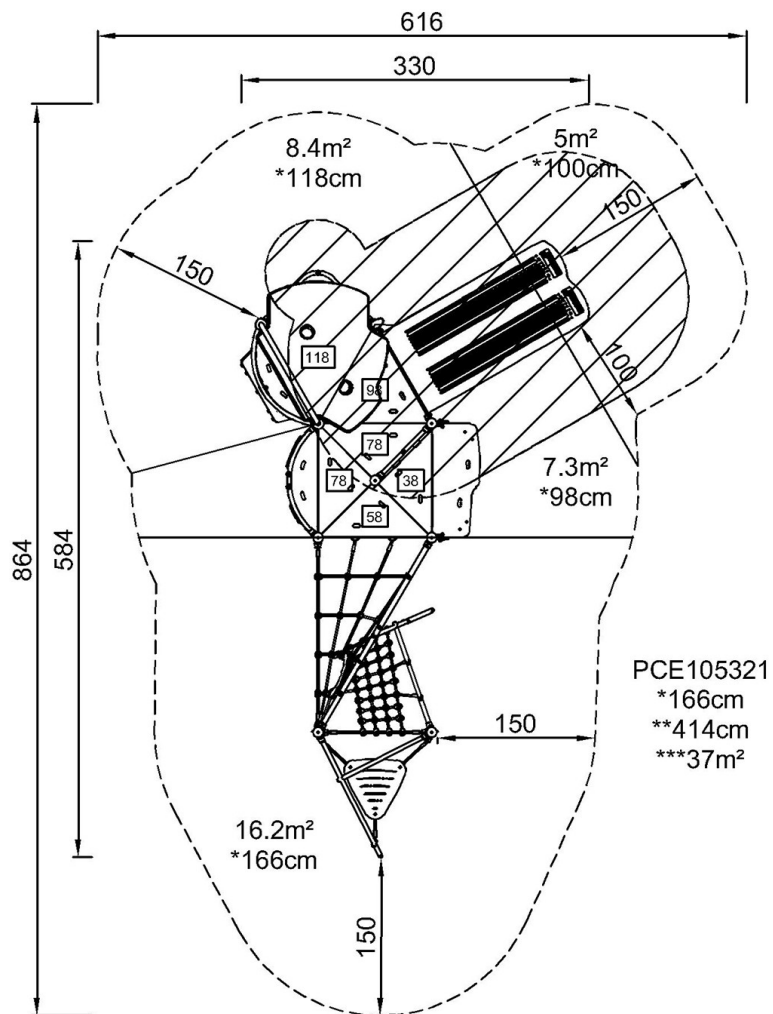 616
330
8.4m²
*118cm
5m²
*100cm
150
150
118
98
100
78
78
38
58
7.3m²
*98cm
864
584
PCE105321
*166cm
**414cm
***37m²
150
16.2m²
*166cm
150